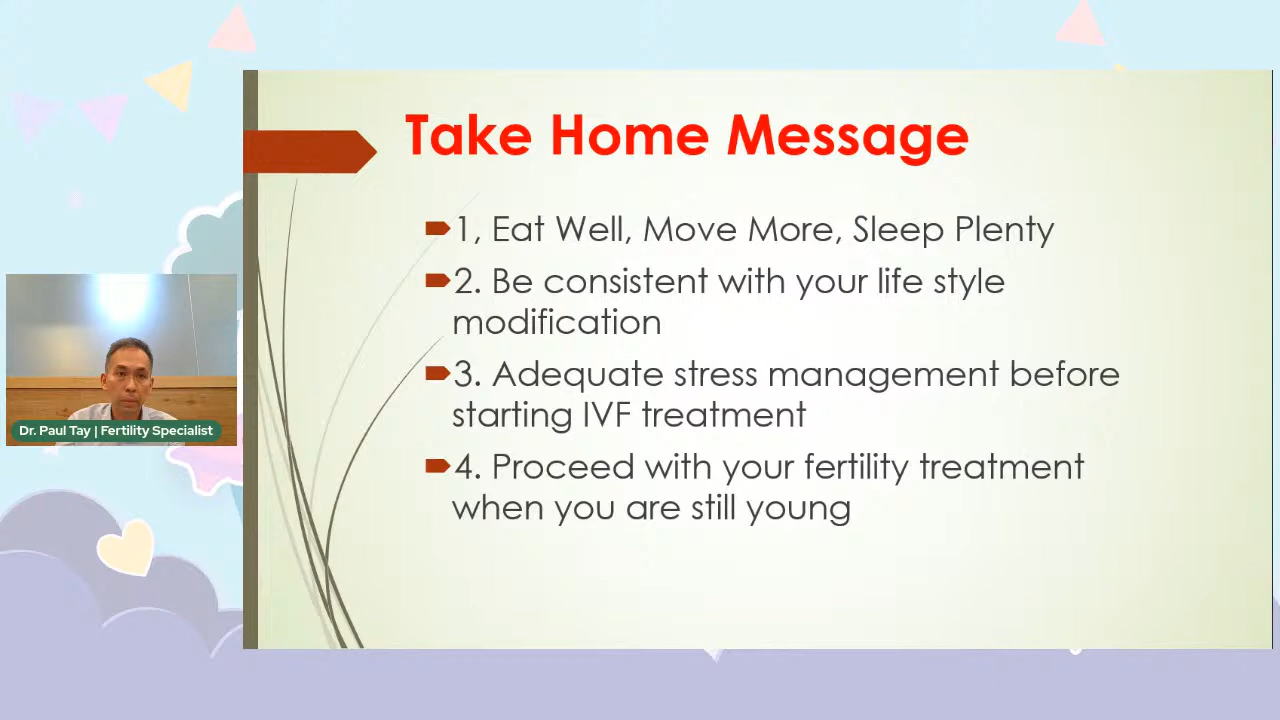 Take Home Message
1, Eat Well, Move More, Sleep Plenty
2. Be consistent with your life style
modification
3. Adequate stress management before
starting IVF treatment
4. Proceed with your fertility treatment
when you are still young
Dr. Paul Tay | Fertility Specialist